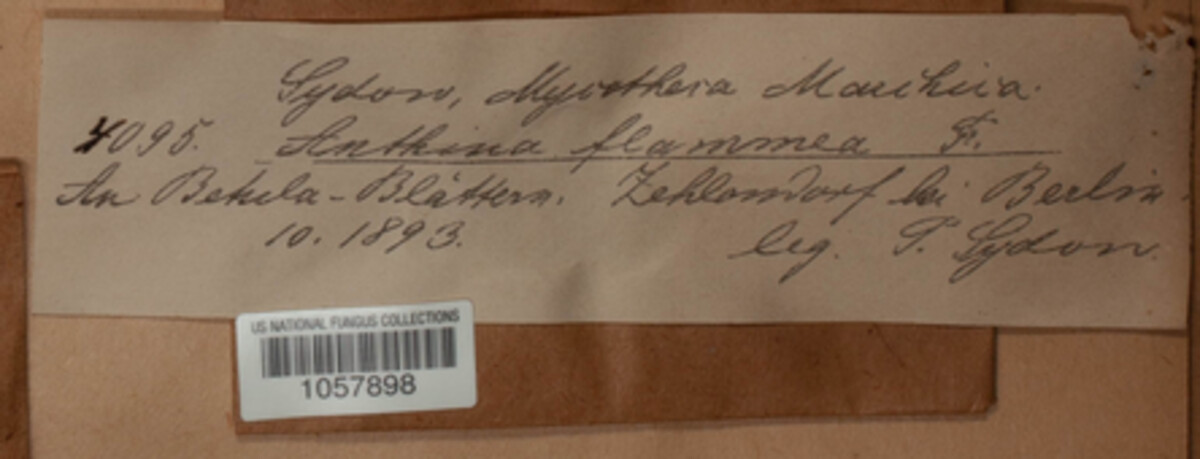 Sydow, Mycotheca Marchica.
4095. Anthina flammea F.
An Betula-Blättern. Zehlendorf bei Berlin.
10. 1893. leg. P. Sydow.
US NATIONAL FUNGUS COLLECTIONS
1057898